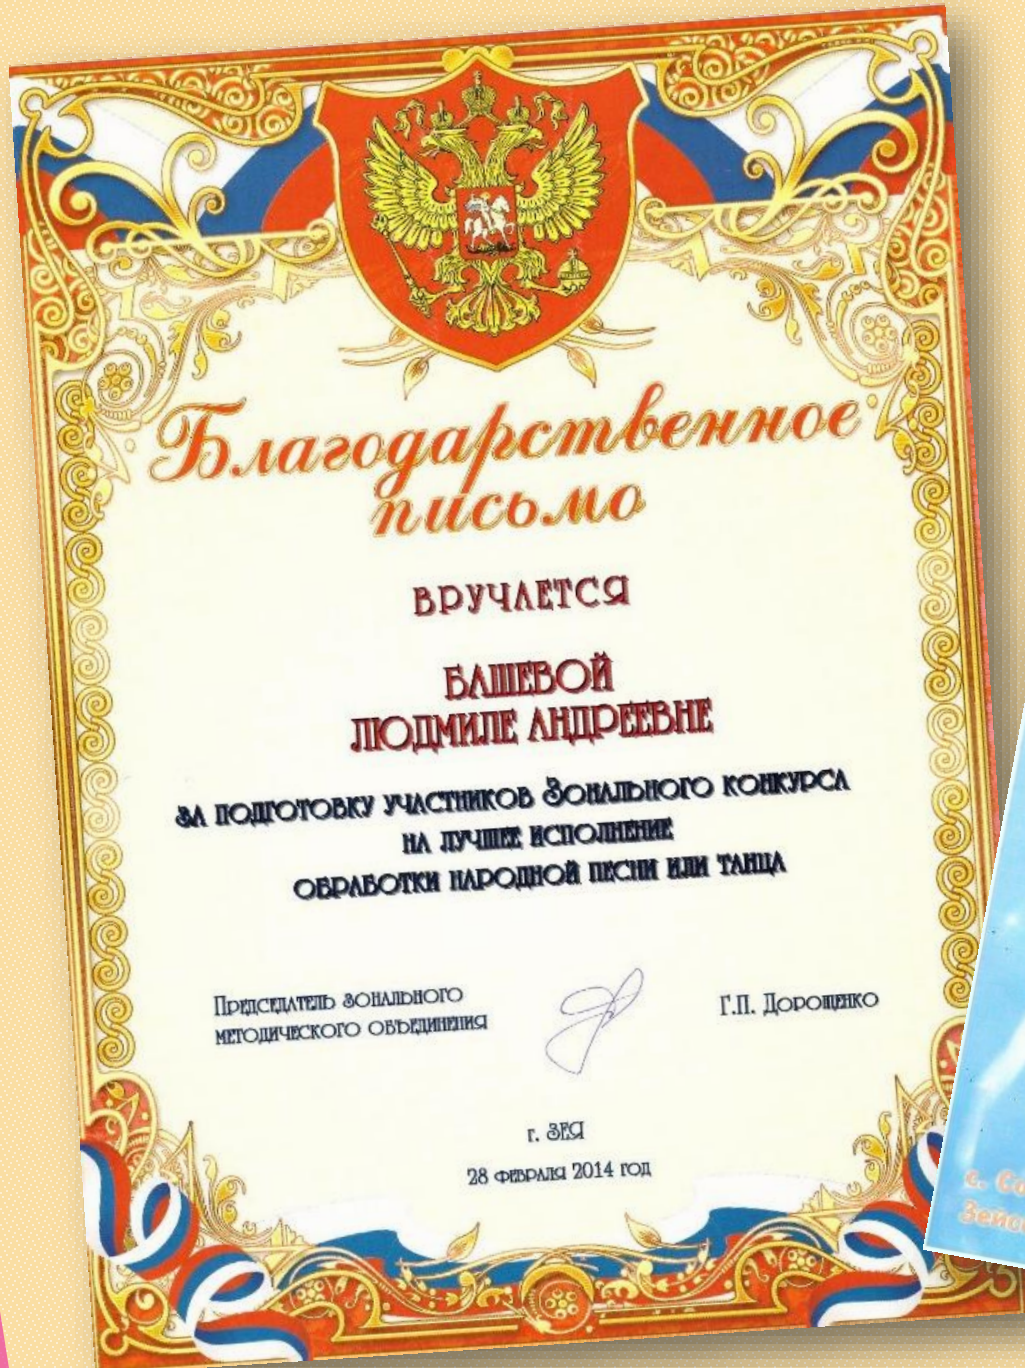 Благодарственное
письмо
ВРУЧАЕТСЯ
БАШЕВОЙ
ЛЮДМИЛЕ АНДРЕЕВНЕ
ЗА ПОДГОТОВКУ УЧАСТНИКОВ ЗОНАЛЬНОГО КОНКУРСА
НА ЛУЧШЕЕ ИСПОЛНЕНИЕ
ОБРАБОТКИ НАРОДНОЙ ПЕСНИ ИЛИ ТАНЦА
Председатель зонального
методического объединения
Г.П. Дорошенко
г. ЗЕЯ
28 февраля 2014 год
с.